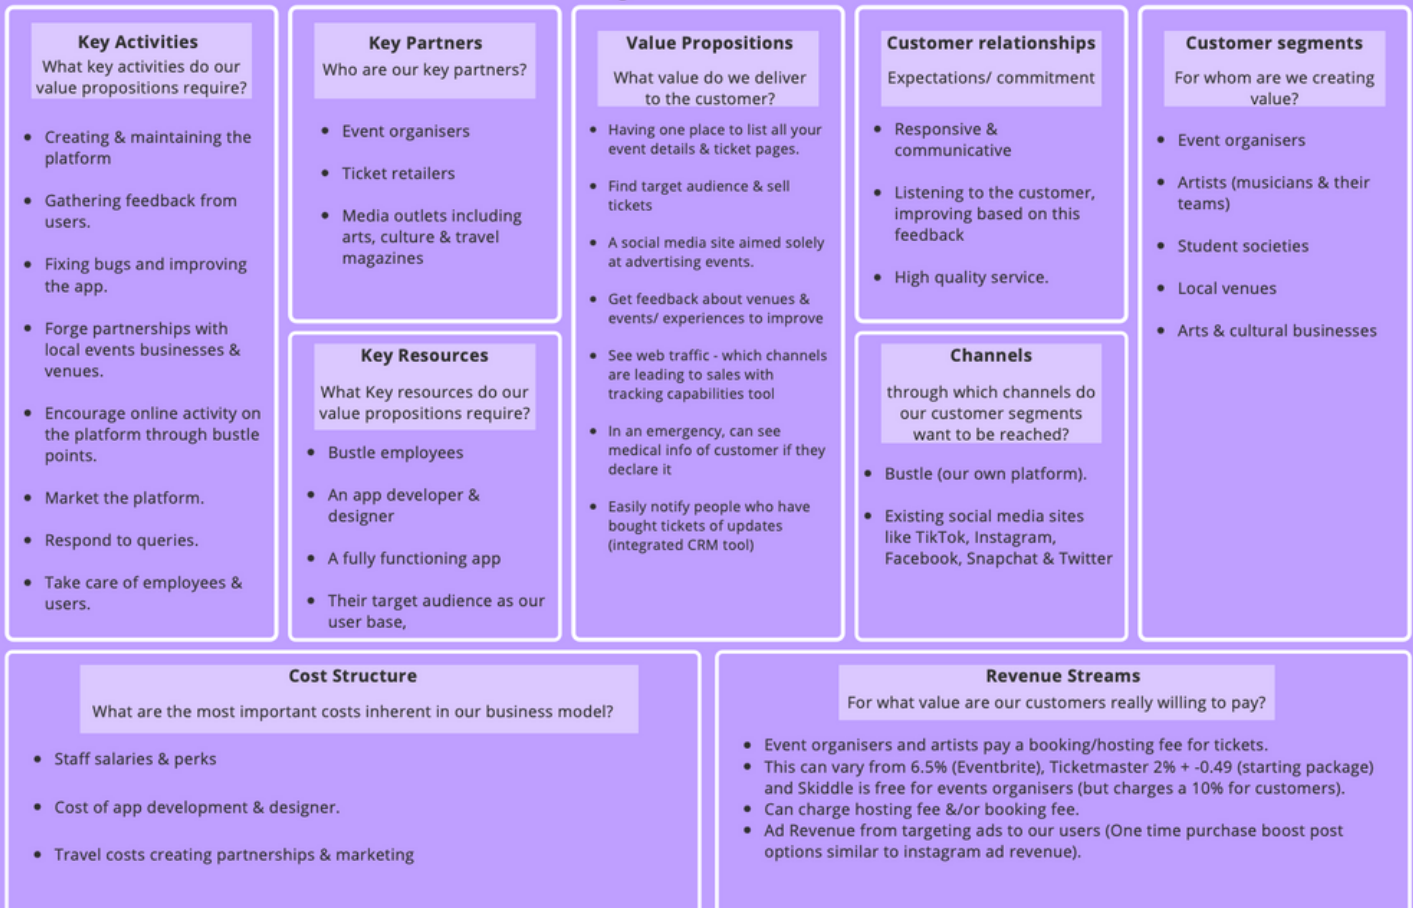 Key Activities
What key activities do our
value propositions require?
• Creating & maintaining the
platform
• Gathering feedback from
users.
• Fixing bugs and improving
the app.
• Forge partnerships with
local events businesses &
venues.
• Encourage online activity on
the platform through bustle
points.
• Market the platform.
• Respond to queries.
• Take care of employees &
users.
Key Partners
Who are our key partners?
• Event organisers
• Ticket retailers
• Media outlets including
arts, culture & travel
magazines
Key Resources
What Key resources do our
value propositions require?
• Bustle employees
• An app developer &
designer
• A fully functioning app
• Their target audience as our
user base,
Value Propositions
What value do we deliver
to the customer?
• Having one place to list all your
event details & ticket pages.
• Find target audience & sell
tickets
• A social media site aimed solely
at advertising events.
• Get feedback about venues &
events/ experiences to improve
• See web traffic - which channels
are leading to sales with
tracking capabilities tool
• In an emergency, can see
medical info of customer if they
declare it
• Easily notify people who have
bought tickets of updates
(integrated CRM tool)
Customer relationships
Expectations/ commitment
• Responsive &
communicative
• Listening to the customer,
improving based on this
feedback
• High quality service.
Channels
through which channels do
our customer segments
want to be reached?
• Bustle (our own platform).
• Existing social media sites
like TikTok, Instagram,
Facebook, Snapchat & Twitter
Customer segments
For whom are we creating
value?
• Event organisers
• Artists (musicians & their
teams)
• Student societies
• Local venues
• Arts & cultural businesses
Cost Structure
What are the most important costs inherent in our business model?
• Staff salaries & perks
• Cost of app development & designer.
• Travel costs creating partnerships & marketing
Revenue Streams
For what value are our customers really willing to pay?
• Event organisers and artists pay a booking/hosting fee for tickets.
• This can vary from 6.5% (Eventbrite), Ticketmaster 2% + -0.49 (starting package)
and Skiddle is free for events organisers (but charges a 10% for customers).
• Can charge hosting fee &/or booking fee.
• Ad Revenue from targeting ads to our users (One time purchase boost post
options similar to instagram ad revenue).